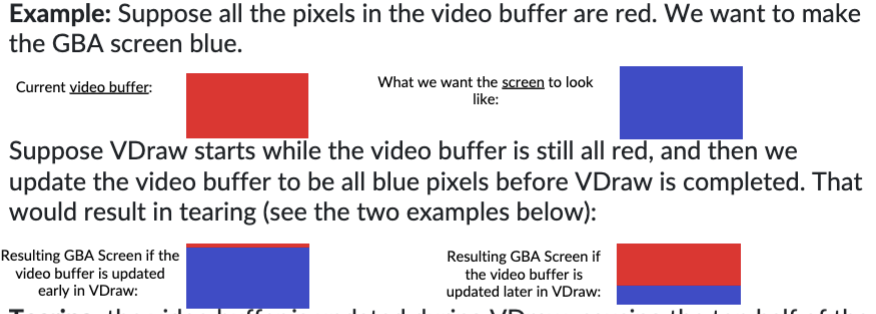 Example: Suppose all the pixels in the video buffer are red. We want to make
the GBA screen blue.
Current video buffer:
What we want the screen to look
like:
Suppose VDraw starts while the video buffer is still all red, and then we
update the video buffer to be all blue pixels before VDraw is completed. That
would result in tearing (see the two examples below):
Resulting GBA Screen if the
video buffer is updated
early in VDraw:
Resulting GBA Screen if
the video buffer is
updated later in VDraw: